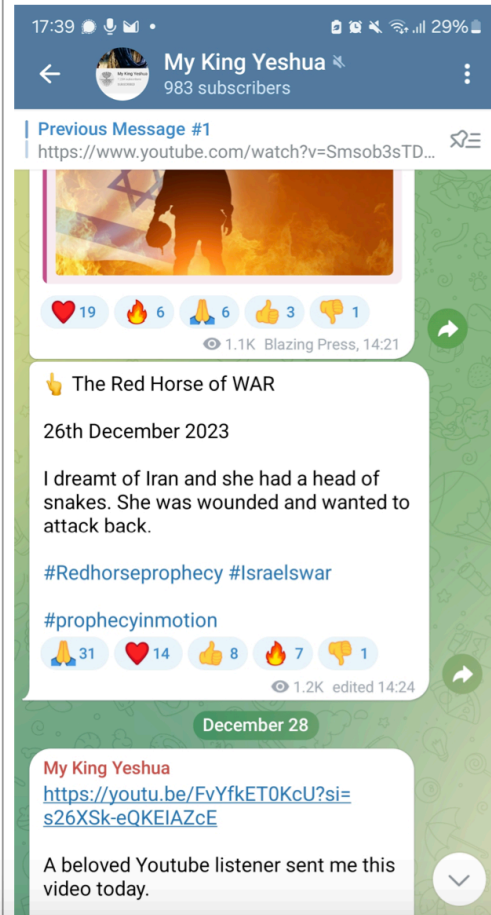 17:39 29%
My King Yeshua
983 subscribers
Previous Message #1
https://www.youtube.com/watch?v=Smsob3sTD...
❤️ 19 🔥 6 🙏 6 👍 3 👎 1
1.1K Blazing Press, 14:21
👆 The Red Horse of WAR
26th December 2023
I dreamt of Iran and she had a head of
snakes. She was wounded and wanted to
attack back.
#Redhorseprophecy #Israelswar
#prophecyinmotion
🙏 31 ❤️ 14 👍 8 🔥 7 👎 1
1.2K edited 14:24
December 28
My King Yeshua
https://youtu.be/FvYfkET0KcU?si=
s26XSk-eQKEIAZcE
A beloved Youtube listener sent me this
video today.